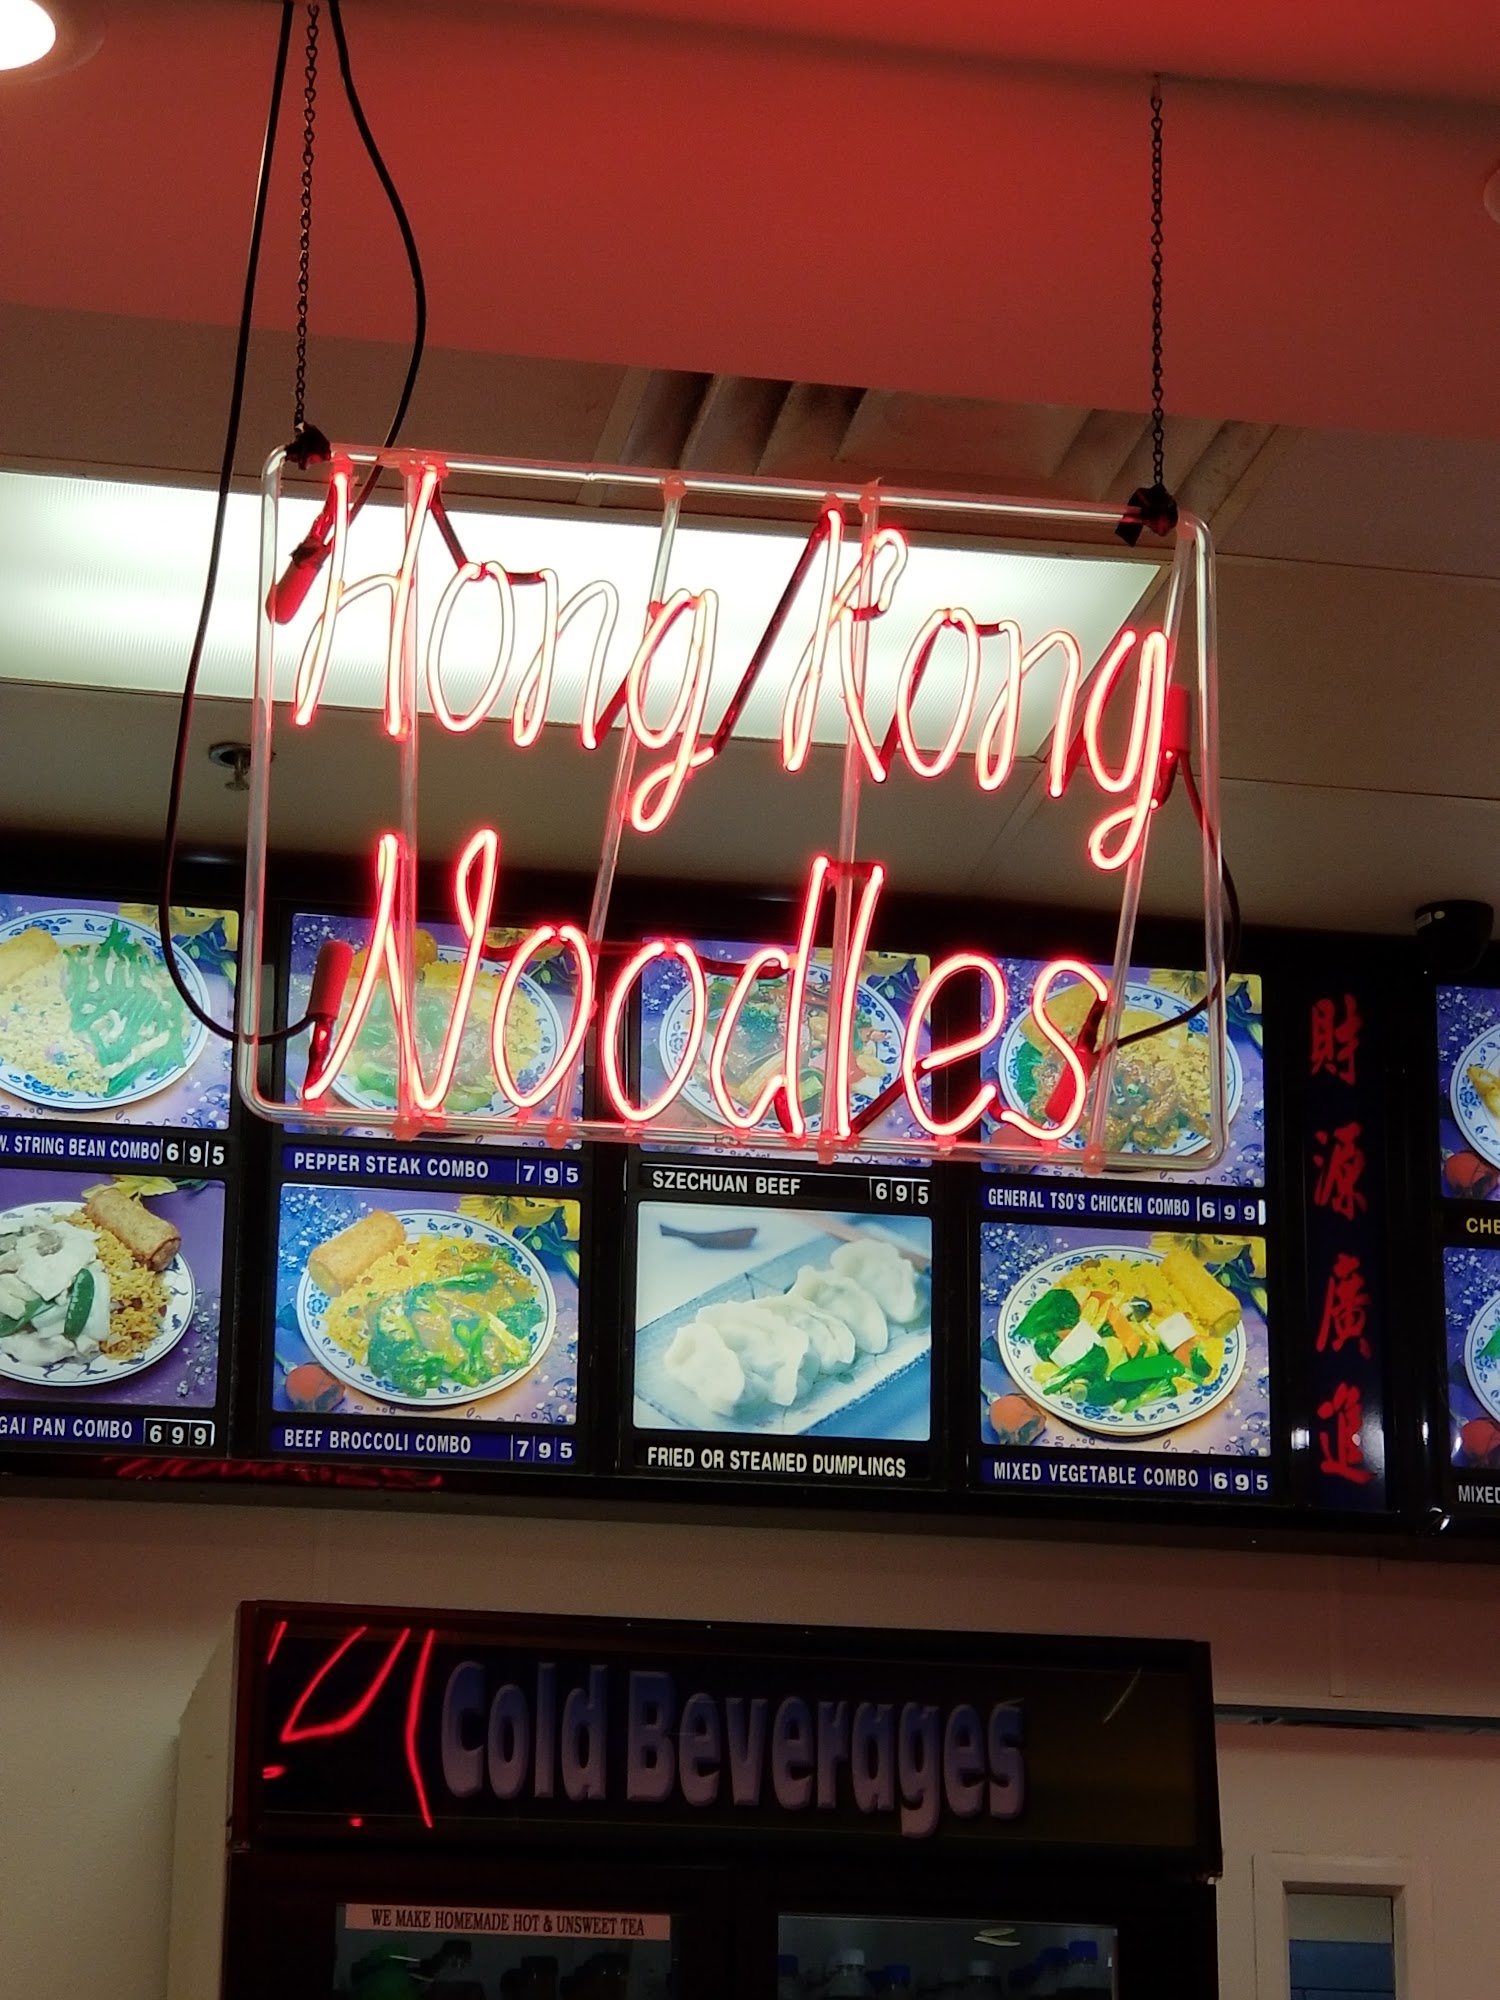 Hong Kong
Noodles
W. STRING BEAN COMBO 6 9 5
PEPPER STEAK COMBO 7 9 5
SZECHUAN BEEF 6 9 5
GENERAL TSO'S CHICKEN COMBO 6 9 9
GAI PAN COMBO 6 9 9
BEEF BROCCOLI COMBO 7 9 5
FRIED OR STEAMED DUMPLINGS
MIXED VEGETABLE COMBO 6 9 5
財源廣進
MIXED
Cold Beverages
WE MAKE HOMEMADE HOT & UNSWEET TEA